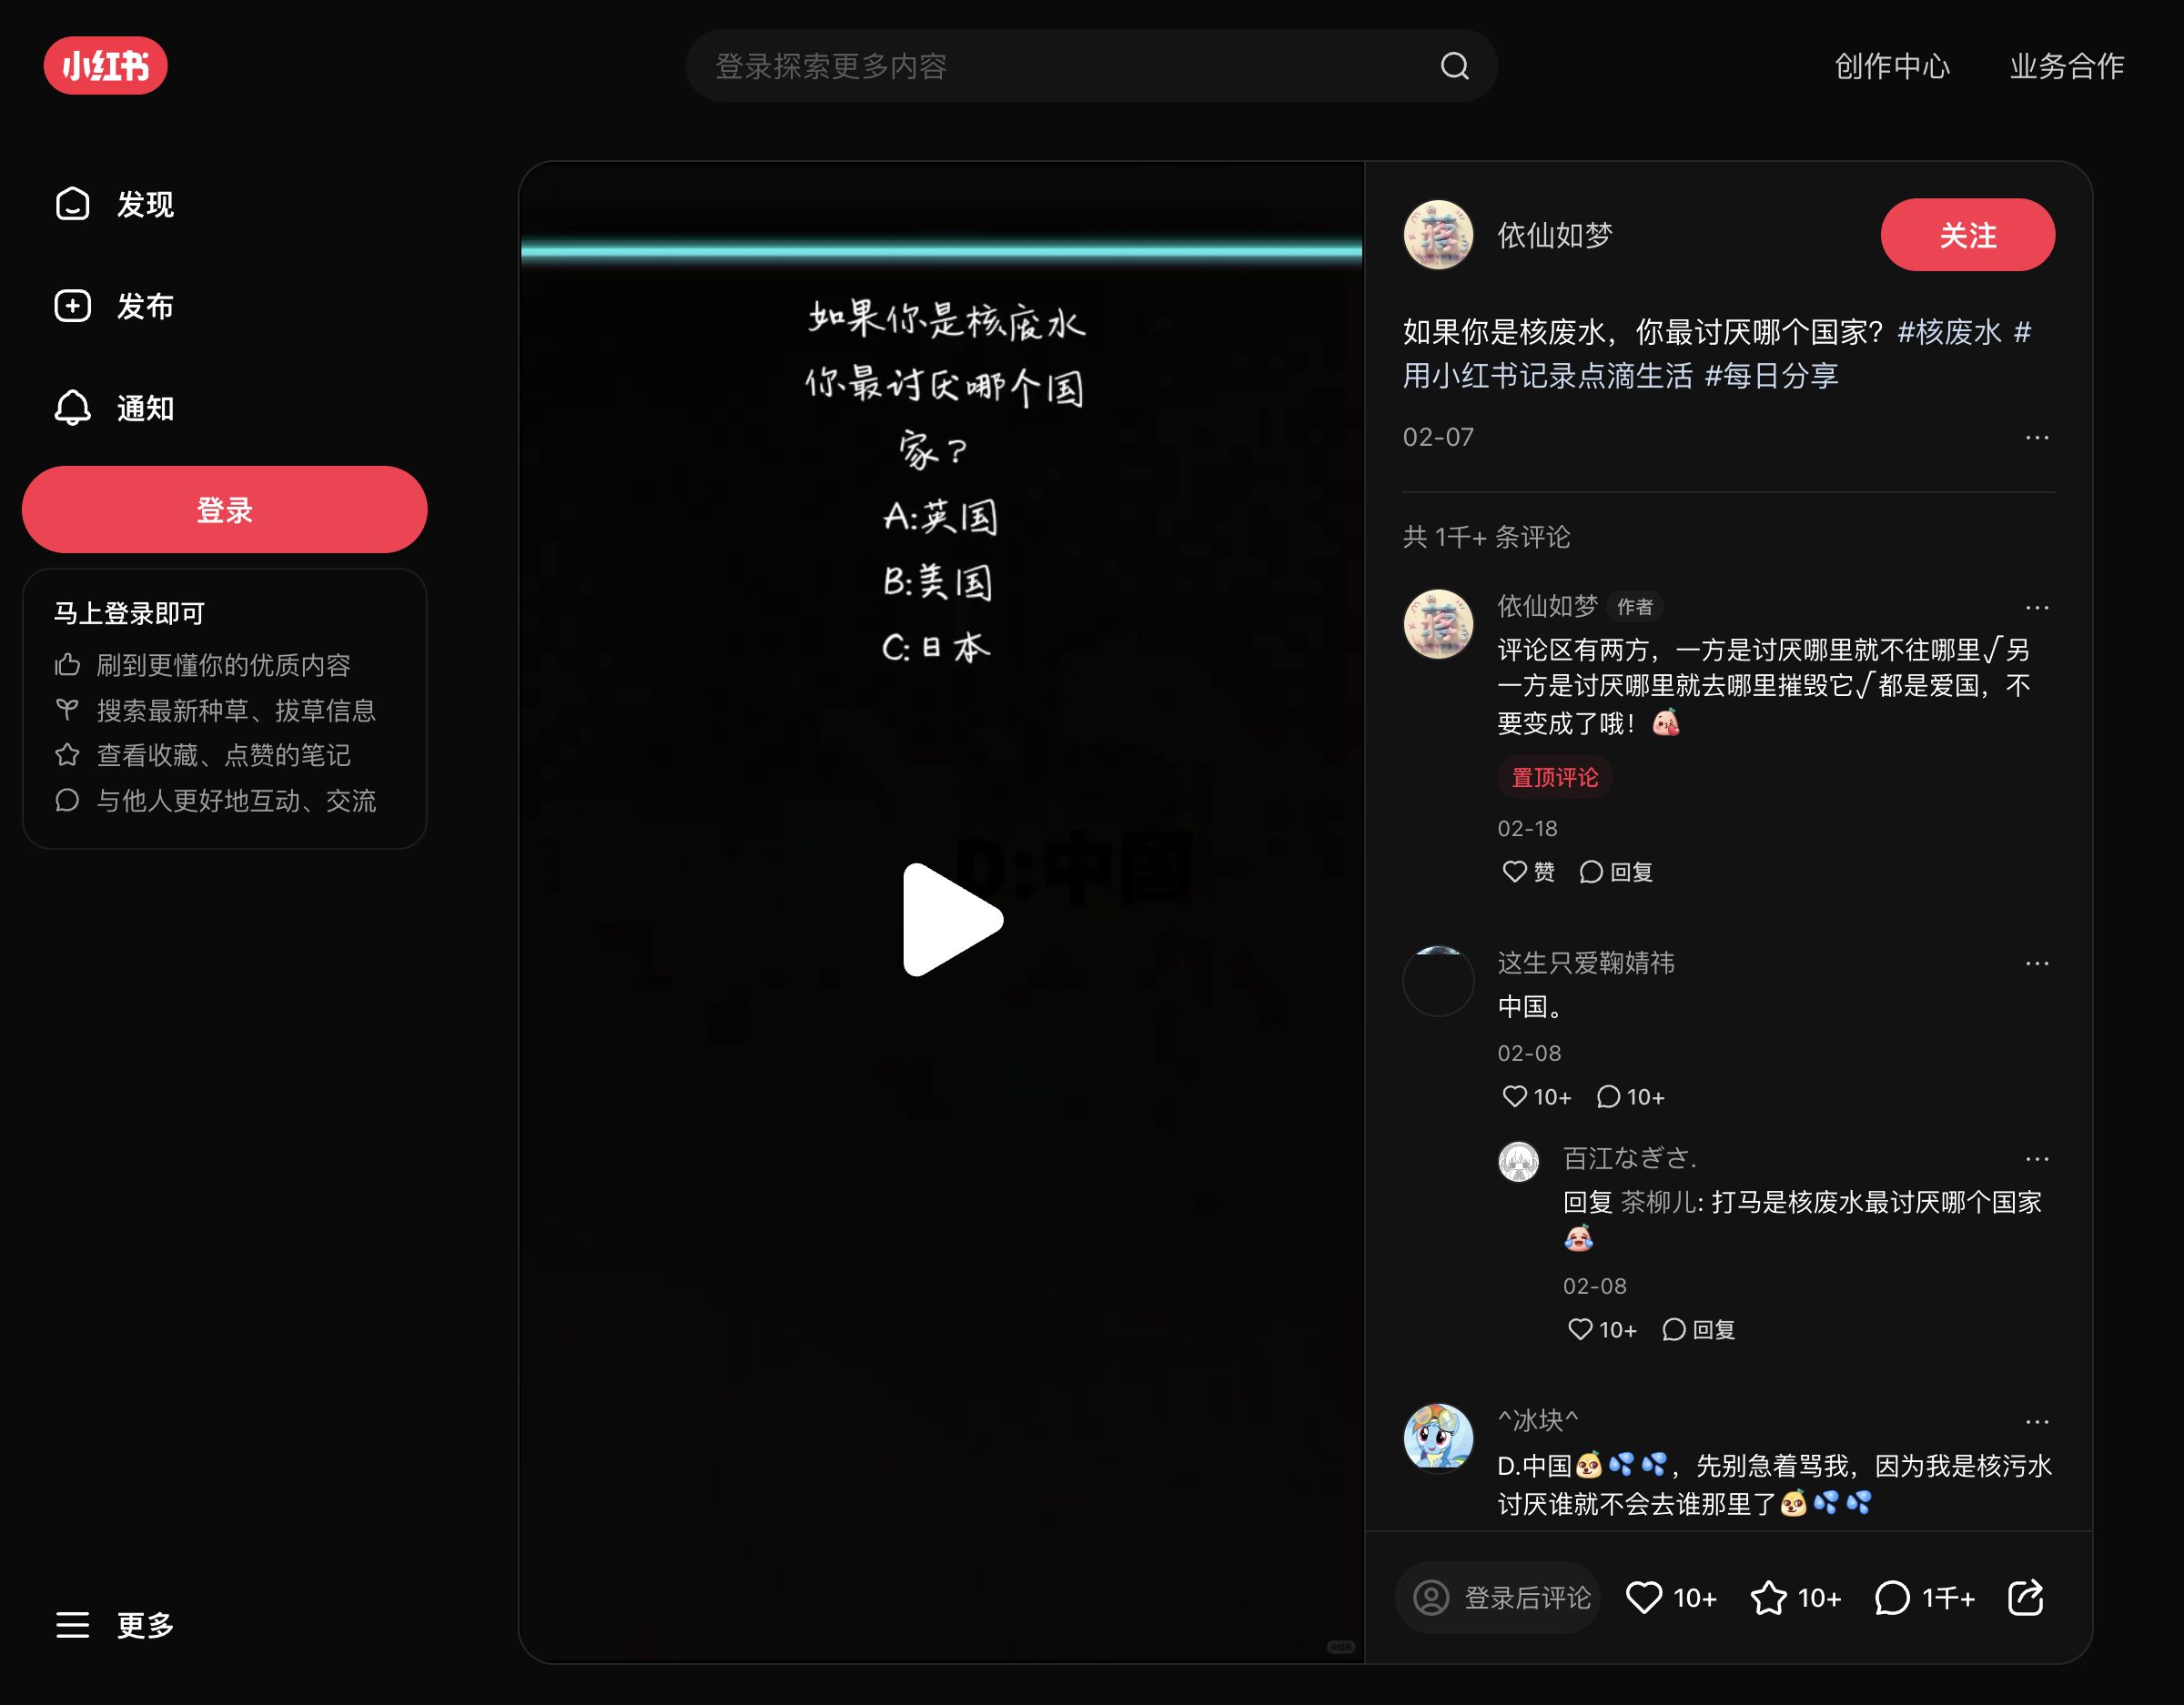 小红书
登录探索更多内容
创作中心
业务合作
发现
发布
通知
登录
马上登录即可
刷到更懂你的优质内容
搜索最新种草、拔草信息
查看收藏、点赞的笔记
与他人更好地互动、交流
更多
如果你是核废水
你最讨厌哪个国
家？
A:英国
B:美国
C:日本
D:中国
依仙如梦
关注
如果你是核废水，你最讨厌哪个国家？#核废水 #
用小红书记录点滴生活 #每日分享
02-07
共 1千+ 条评论
依仙如梦 作者
评论区有两方，一方是讨厌哪里就不往哪里√另
一方是讨厌哪里就去哪里摧毁它√都是爱国，不
要变成了哦！
置顶评论
02-18
赞 回复
这生只爱鞠婧祎
中国。
02-08
10+ 10+
百江なぎさ.
回复 茶柳儿: 打马是核废水最讨厌哪个国家
02-08
10+ 回复
^冰块^
D.中国🐶💦💦，先别急着骂我，因为我是核污水
讨厌谁就不会去谁那里了🐶💦💦
登录后评论
10+
10+
1千+